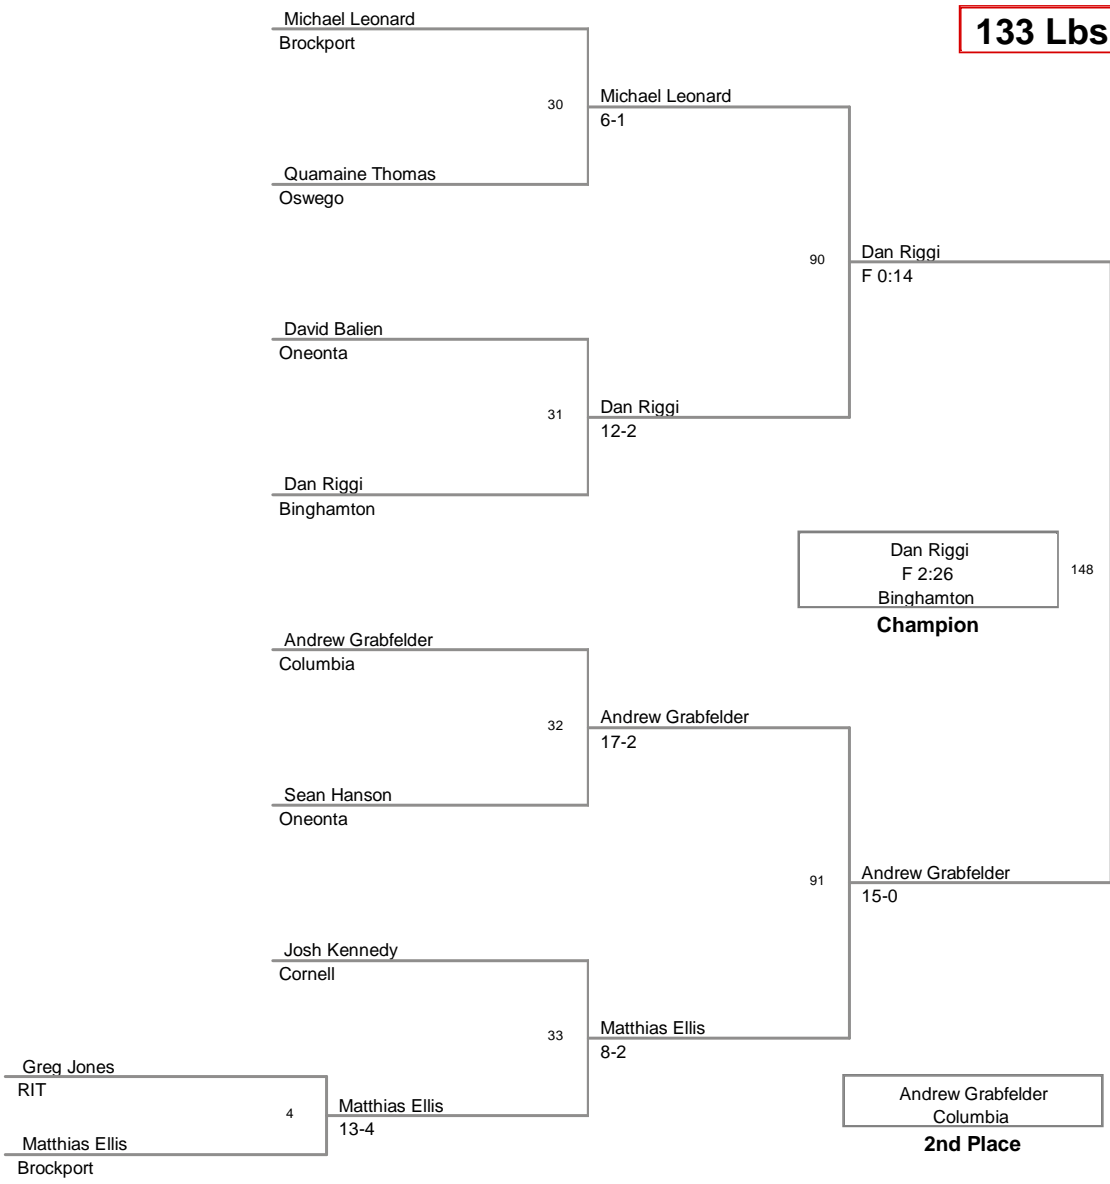 133 Lbs
Michael Leonard
Brockport
30
Michael Leonard
6-1
Quamaine Thomas
Oswego
90
Dan Riggi
F 0:14
David Balien
Oneonta
31
Dan Riggi
12-2
Dan Riggi
Binghamton
Dan Riggi
F 2:26
Binghamton
148
Champion
Andrew Grabfelder
Columbia
32
Andrew Grabfelder
17-2
Sean Hanson
Oneonta
91
Andrew Grabfelder
15-0
Josh Kennedy
Cornell
33
Matthias Ellis
8-2
Greg Jones
RIT
4
Matthias Ellis
13-4
Matthias Ellis
Brockport
Andrew Grabfelder
Columbia
2nd Place